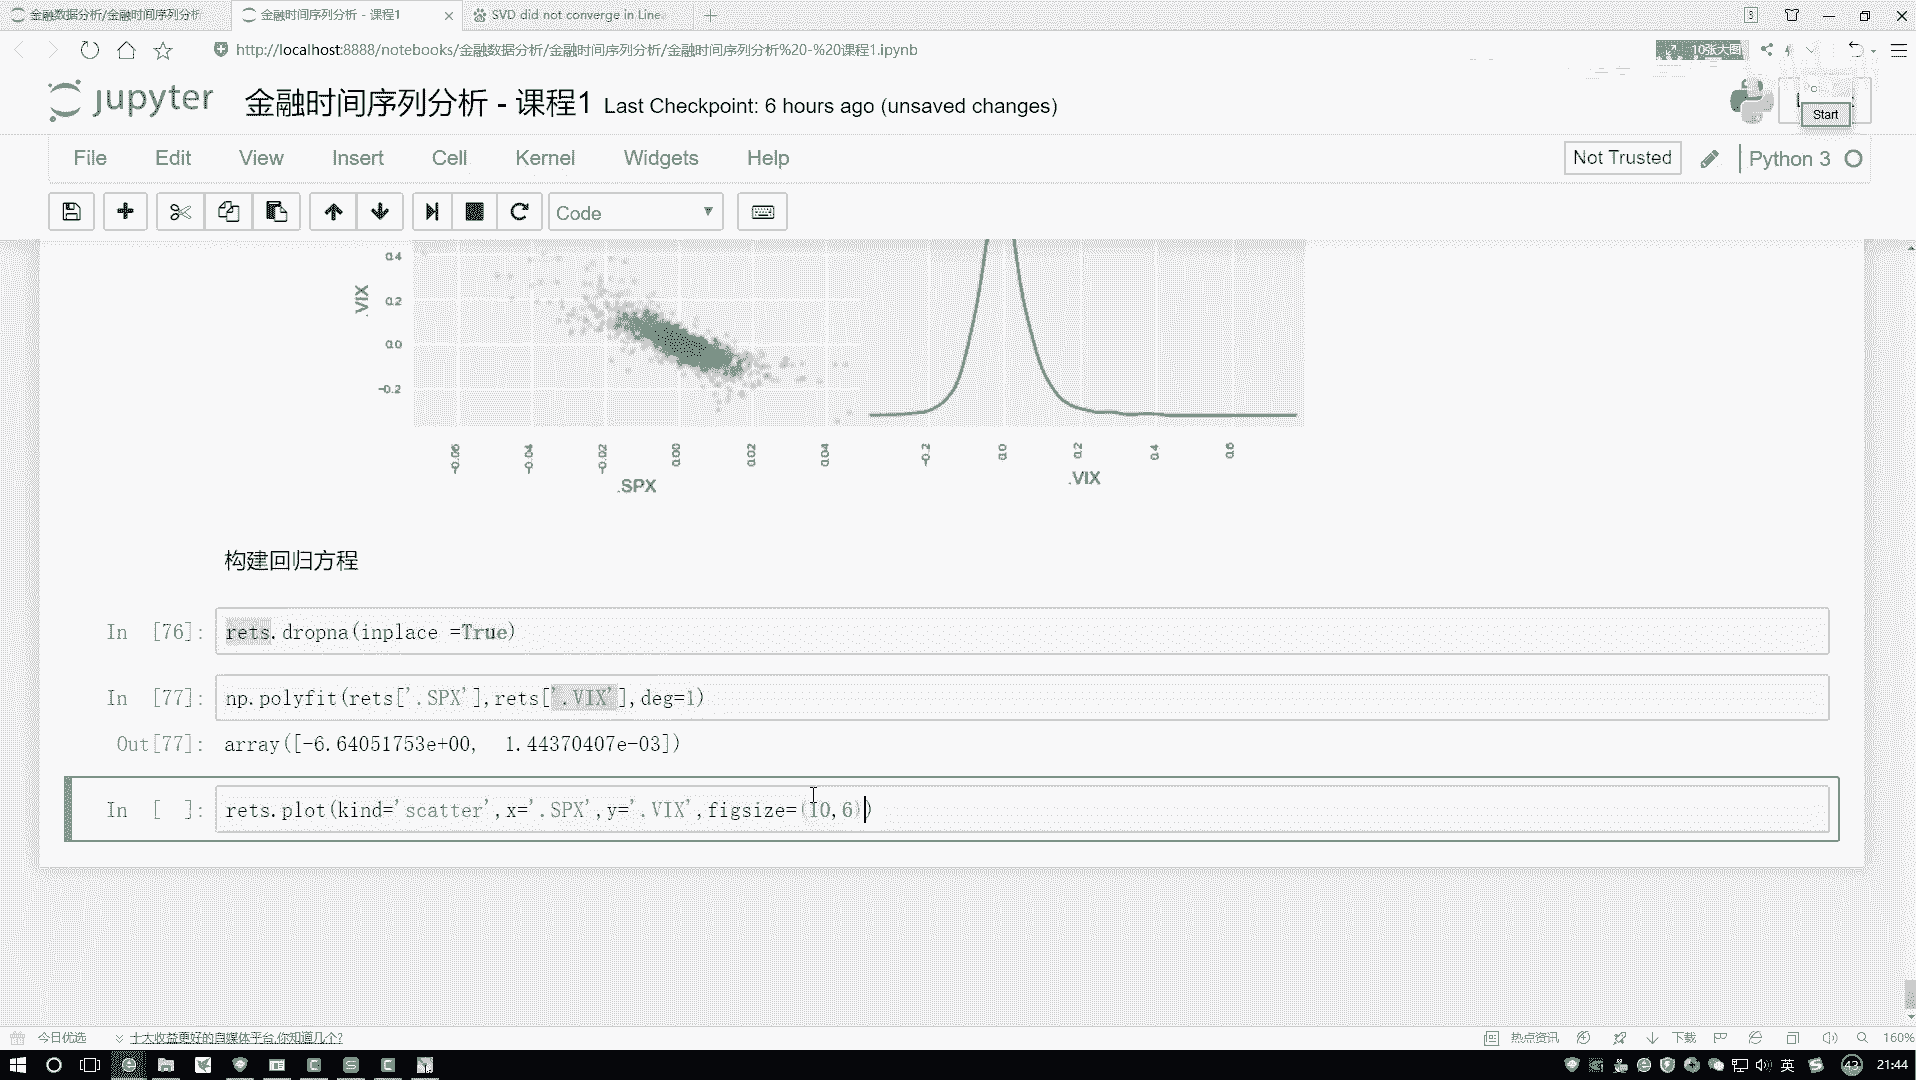 金融数据分析/金融时间序列分析
金融时间序列分析 - 课程1
SVD did not converge in Linea
http://localhost:8888/notebooks/金融数据分析/金融时间序列分析/金融时间序列分析%20-%20课程1.ipynb
10张大图
jupyter 金融时间序列分析 - 课程1 Last Checkpoint: 6 hours ago (unsaved changes)
Start
File Edit View Insert Cell Kernel Widgets Help
Not Trusted Python 3
Code
0.4
0.2
0.0
-0.2
.VIX
-0.06 -0.04 -0.02 0.00 0.02 0.04 -0.2 0.0 0.2 0.4 0.6
.SPX .VIX
构建回归方程
In [76]: rets.dropna(inplace =True)
In [77]: np.polyfit(rets['.SPX'],rets['.VIX'],deg=1)
Out[77]: array([-6.64051753e+00, 1.44370407e-03])
In [ ]: rets.plot(kind='scatter',x='.SPX',y='.VIX',figsize=(10,6))
今日优选 十大收益更好的自媒体平台,你知道几个?
热点资讯 下载 160%
英 43 21:44